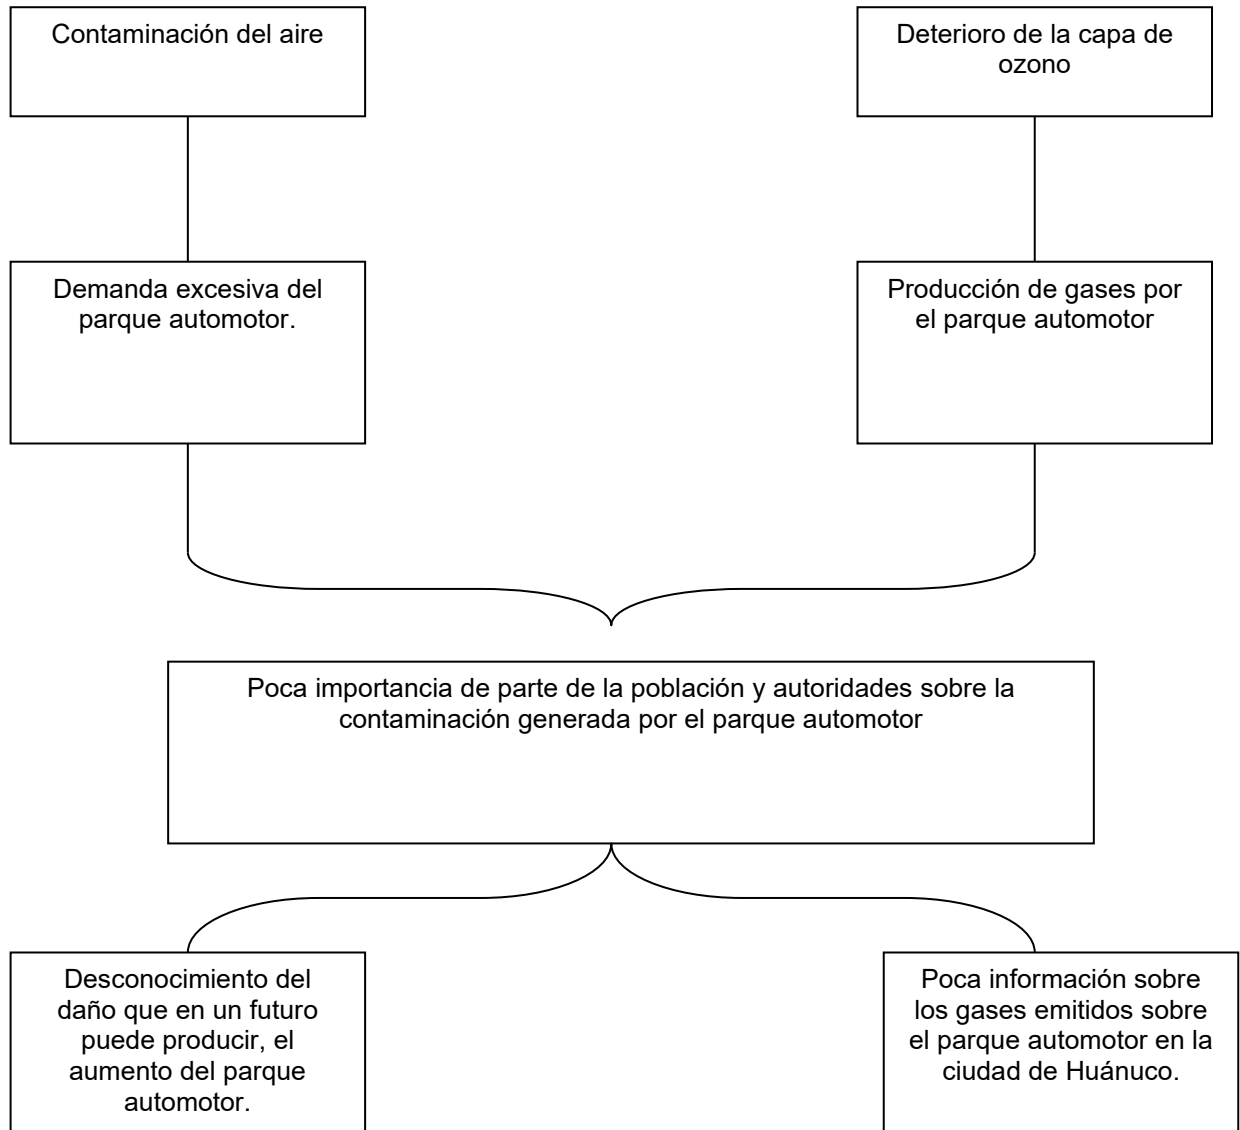 Contaminación del aire
Deterioro de la capa de
ozono
Demanda excesiva del
parque automotor.
Producción de gases por
el parque automotor
Poca importancia de parte de la población y autoridades sobre la
contaminación generada por el parque automotor
Desconocimiento del
daño que en un futuro
puede producir, el
aumento del parque
automotor.
Poca información sobre
los gases emitidos sobre
el parque automotor en la
ciudad de Huánuco.